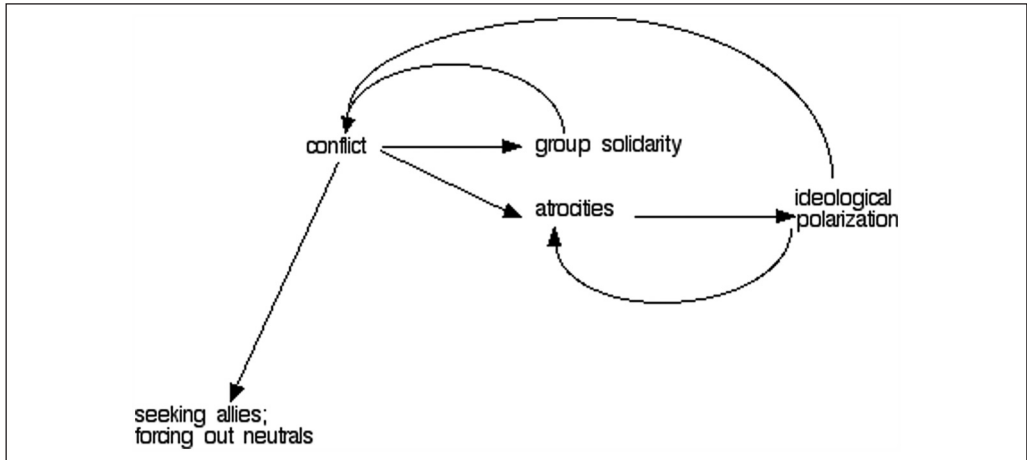 conflict
group solidarity
atrocities
ideological
polarization
seeking allies;
forcing out neutrals